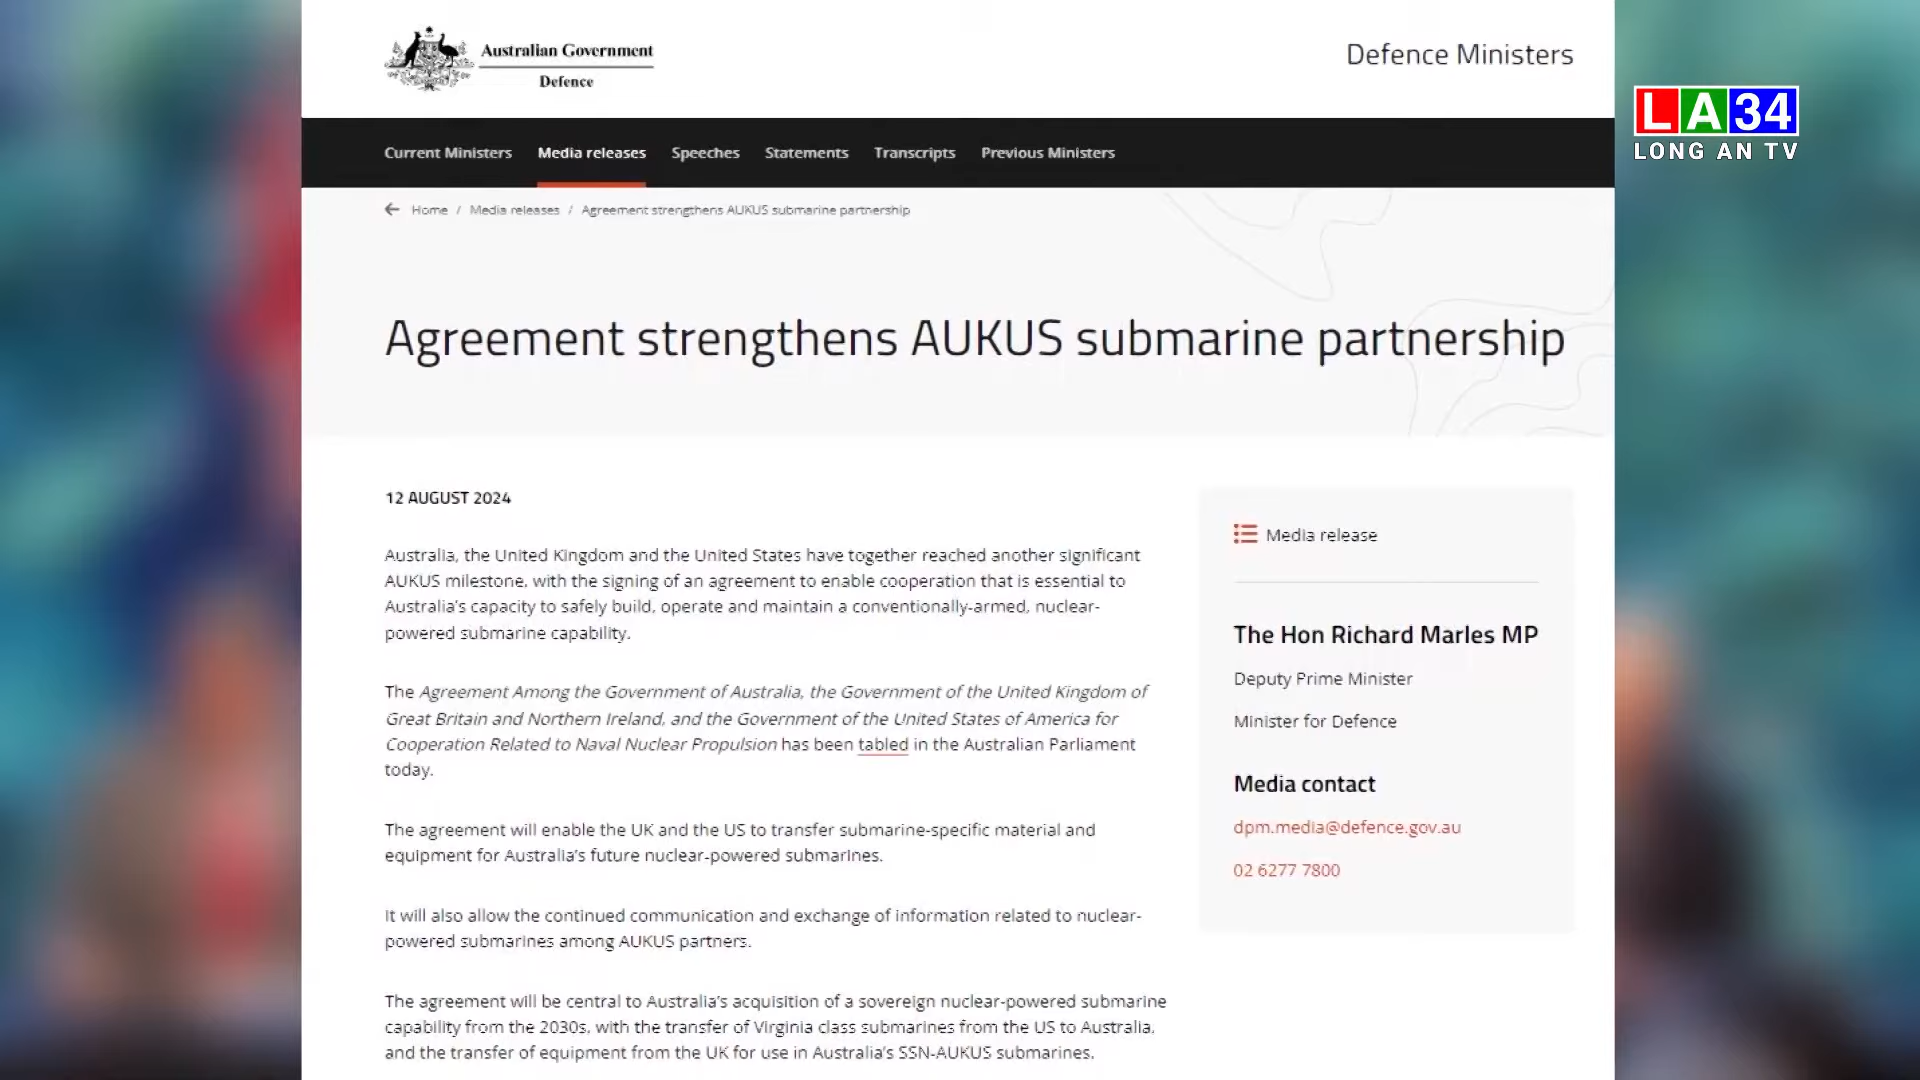 Australian Government
Defence
Defence Ministers
LA34
LONG AN TV
Current Ministers
Media releases
Speeches
Statements
Transcripts
Previous Ministers
Home / Media releases / Agreement strengthens AUKUS submarine partnership
Agreement strengthens AUKUS submarine partnership
12 AUGUST 2024
Australia, the United Kingdom and the United States have together reached another significant
AUKUS milestone, with the signing of an agreement to enable cooperation that is essential to
Australia's capacity to safely build, operate and maintain a conventionally-armed, nuclear-
powered submarine capability.
The Agreement Among the Government of Australia, the Government of the United Kingdom of
Great Britain and Northern Ireland, and the Government of the United States of America for
Cooperation Related to Naval Nuclear Propulsion has been tabled in the Australian Parliament
today.
The agreement will enable the UK and the US to transfer submarine-specific material and
equipment for Australia's future nuclear-powered submarines.
It will also allow the continued communication and exchange of information related to nuclear-
powered submarines among AUKUS partners.
The agreement will be central to Australia's acquisition of a sovereign nuclear-powered submarine
capability from the 2030s, with the transfer of Virginia class submarines from the US to Australia,
and the transfer of equipment from the UK for use in Australia's SSN-AUKUS submarines.
Media release
The Hon Richard Marles MP
Deputy Prime Minister
Minister for Defence
Media contact
dpm.media@defence.gov.au
02 6277 7800